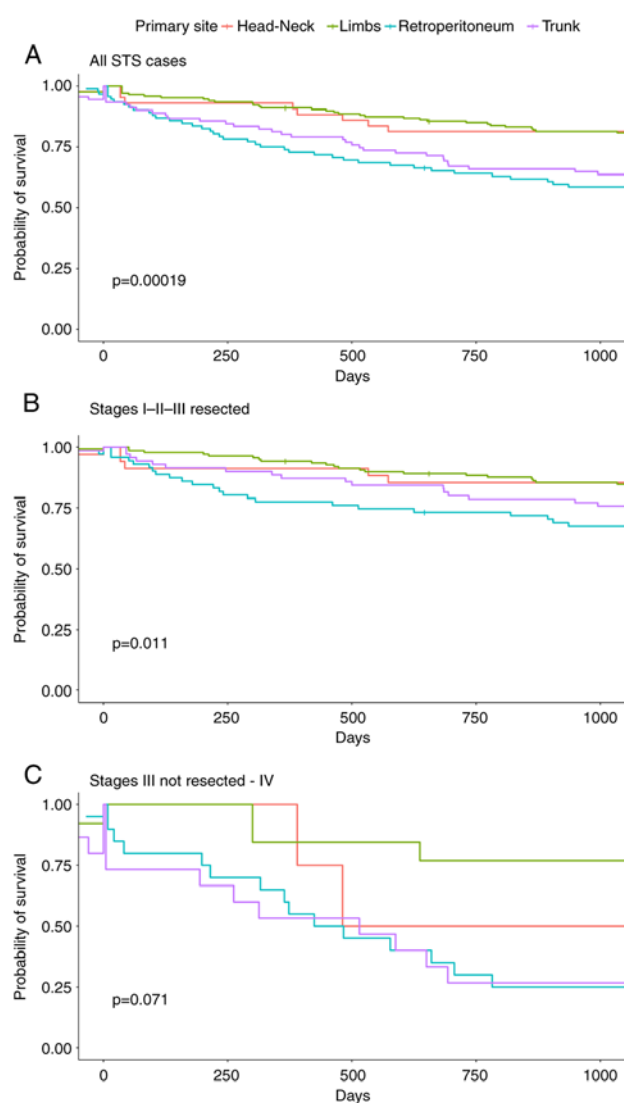 Primary site Head-Neck Limbs Retroperitoneum Trunk
A
All STS cases
1.00
0.75
0.50
0.25
0.00
Probability of survival
p=0.00019
0 250 500 750 1000
Days
B
Stages I–II–III resected
1.00
0.75
0.50
0.25
0.00
Probability of survival
p=0.011
0 250 500 750 1000
Days
C
Stages III not resected - IV
1.00
0.75
0.50
0.25
0.00
Probability of survival
p=0.071
0 250 500 750 1000
Days